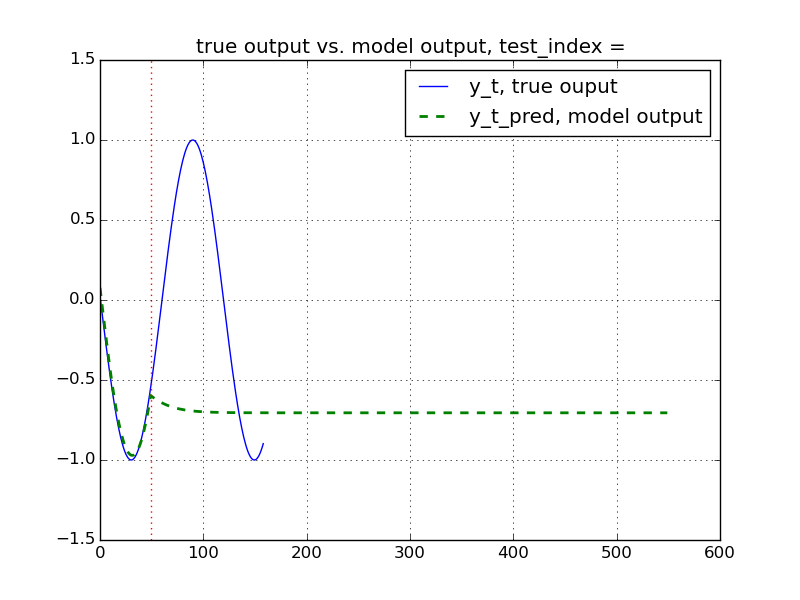 true output vs. model output, test_index =
y_t, true ouput
y_t_pred, model output
1.5
1.0
0.5
0.0
−0.5
−1.0
−1.5
0 100 200 300 400 500 600